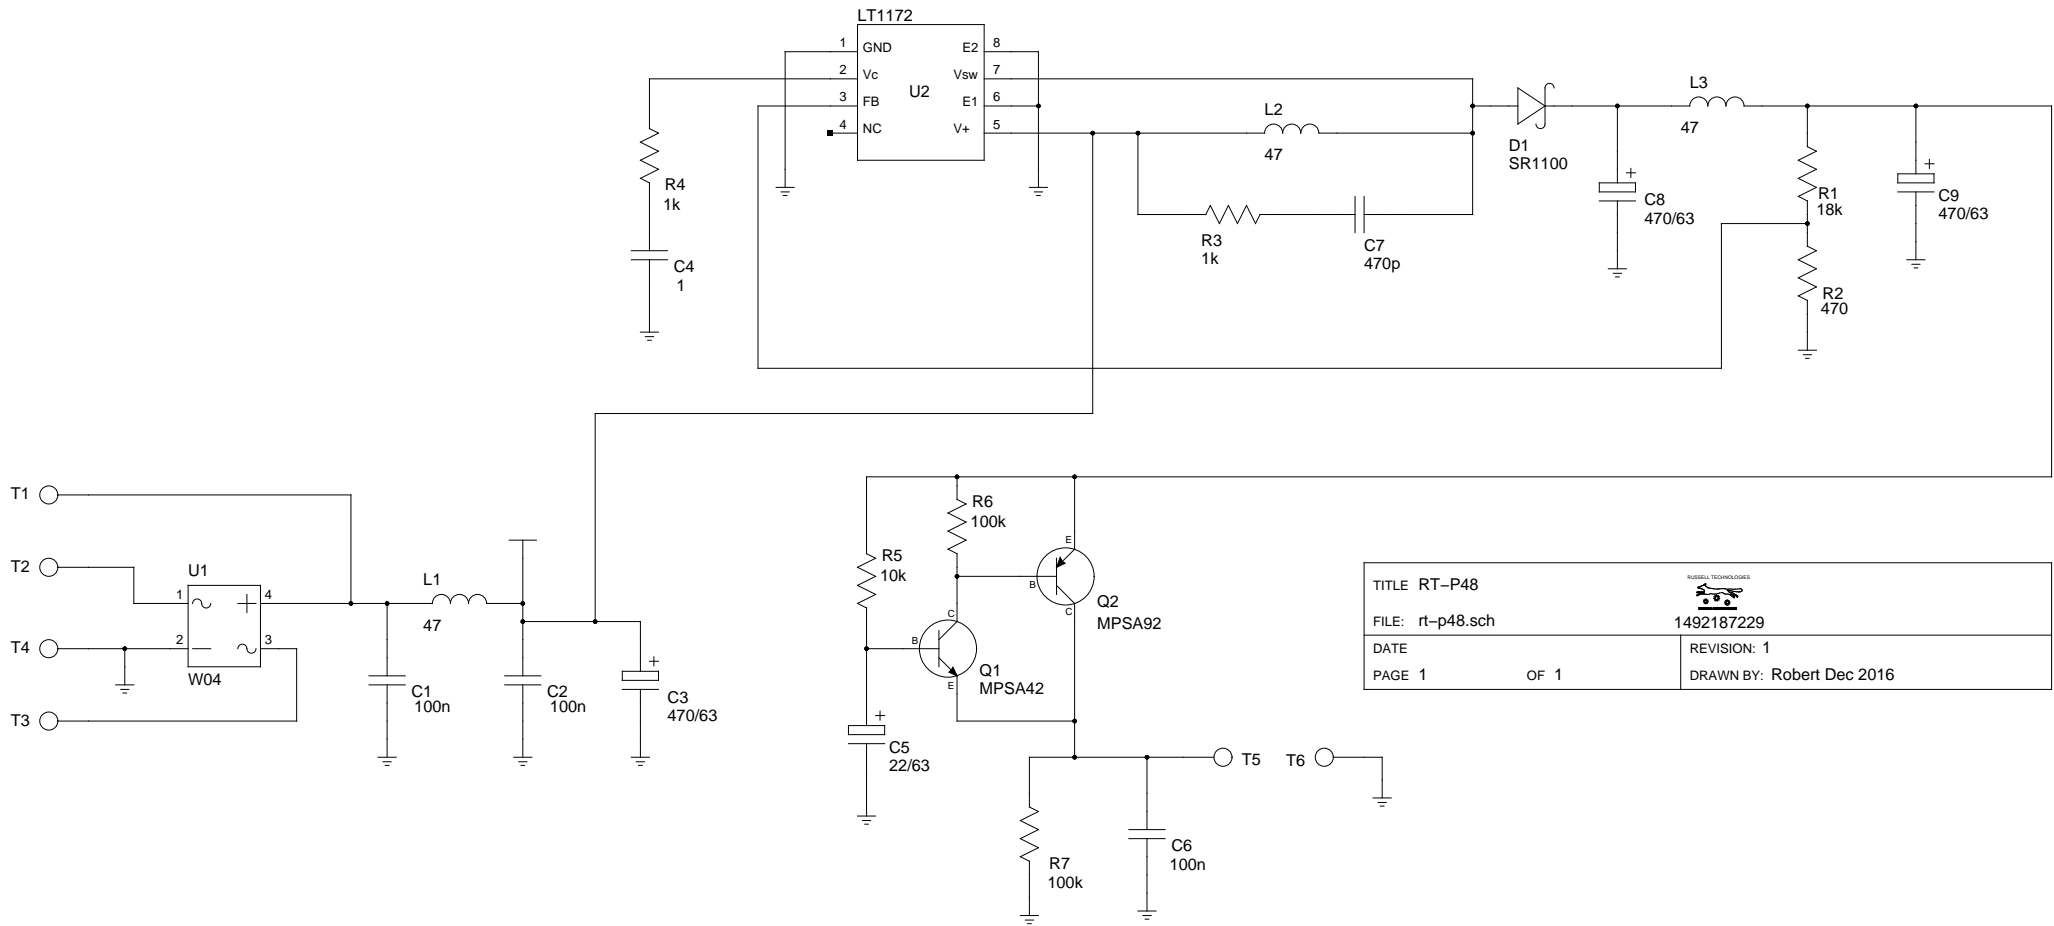 LT1172
1 GND E2 8
2 Vc Vsw 7
U2
3 FB E1 6
4 NC V+ 5
R4
1k
C4
1
L2
47
R3
1k
C7
470p
D1
SR1100
L3
47
+
C8
470/63
R1
18k
R2
470
+
C9
470/63
T1
T2
T4
T3
U1
1 + 4
2 3
W04
L1
47
C1
100n
C2
100n
+
C3
470/63
R5
10k
R6
100k
C
B
E
Q1
MPSA42
E
B
C
Q2
MPSA92
+
C5
22/63
R7
100k
C6
100n
T5
T6
TITLE RT-P48
RUSSELL TECHNOLOGIES
FILE: rt-p48.sch
1492187229
DATE
REVISION: 1
PAGE 1 OF 1
DRAWN BY: Robert Dec 2016